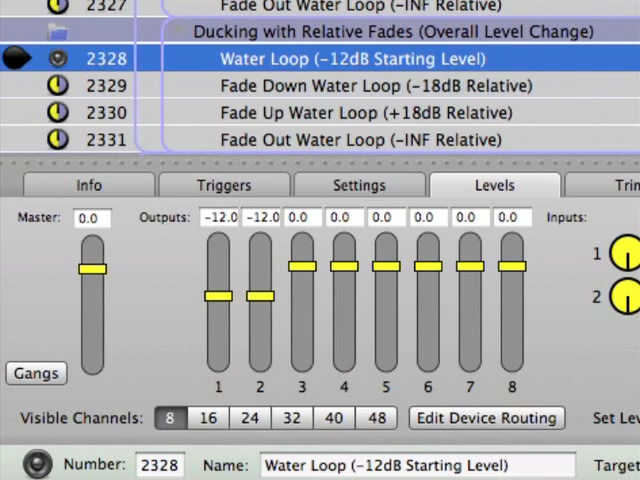 2327 Fade Out Water Loop (-INF Relative)
Ducking with Relative Fades (Overall Level Change)
2328 Water Loop (-12dB Starting Level)
2329 Fade Down Water Loop (-18dB Relative)
2330 Fade Up Water Loop (+18dB Relative)
2331 Fade Out Water Loop (-INF Relative)
Info Triggers Settings Levels Trim
Master: 0.0 Outputs: -12.0 -12.0 0.0 0.0 0.0 0.0 0.0 0.0 Inputs:
1
2
Gangs
1 2 3 4 5 6 7 8
Visible Channels: 8 16 24 32 40 48 Edit Device Routing Set Lev
Number: 2328 Name: Water Loop (-12dB Starting Level) Target